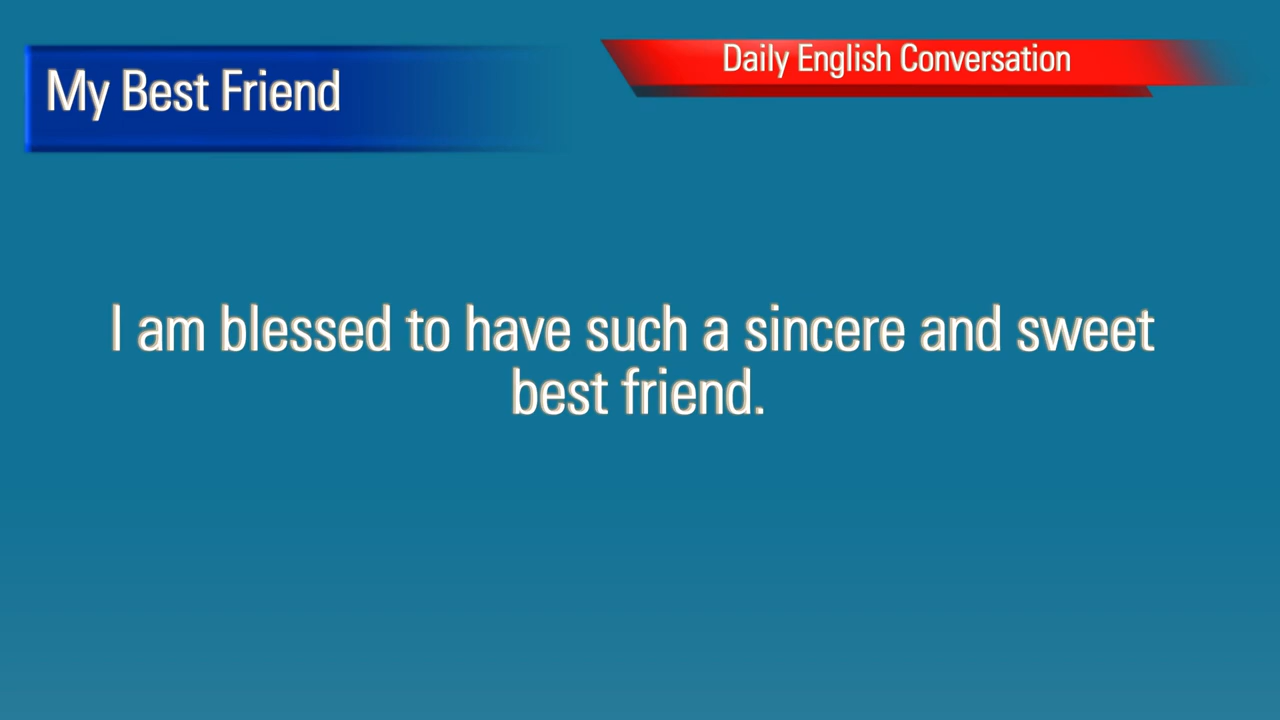 My Best Friend
Daily English Conversation
I am blessed to have such a sincere and sweet
best friend.